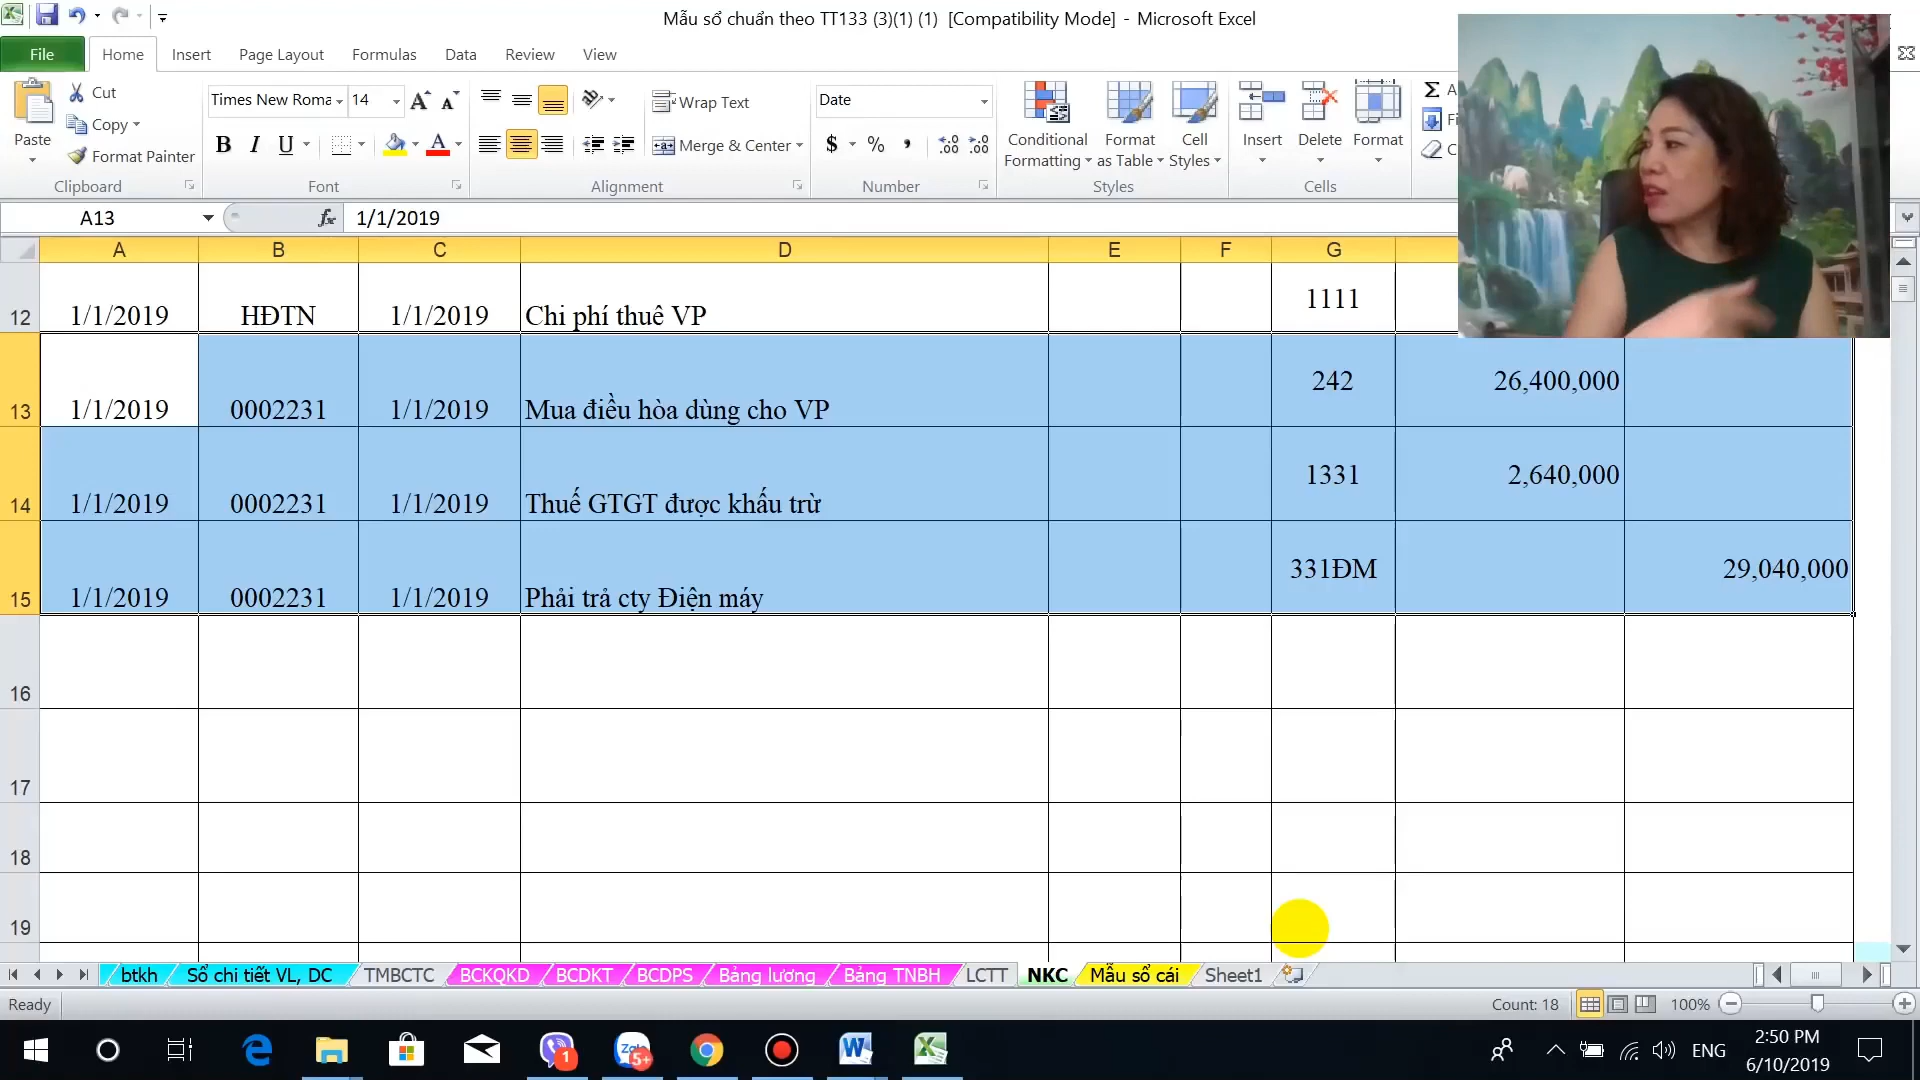 Mẫu sổ chuẩn theo TT133 (3)(1) (1) [Compatibility Mode] - Microsoft Excel
File Home Insert Page Layout Formulas Data Review View
Paste Cut Copy Format Painter
Times New Roma 14
B I U A
Wrap Text
Merge & Center
Date
$ % ,
Conditional Formatting
Format as Table
Cell Styles
Insert Delete Format
Σ
Clipboard Font Alignment Number Styles Cells
A13 fx 1/1/2019
A B C D E F G
12 1/1/2019 HĐTN 1/1/2019 Chi phí thuê VP 1111
13 1/1/2019 0002231 1/1/2019 Mua điều hòa dùng cho VP 242 26,400,000
14 1/1/2019 0002231 1/1/2019 Thuế GTGT được khấu trừ 1331 2,640,000
15 1/1/2019 0002231 1/1/2019 Phải trả cty Điện máy 331ĐM 29,040,000
16
17
18
19
btkh Sổ chi tiết VL, DC TMBCTC BCKQKD BCDKT BCDPS Bảng lương Bảng TNBH LCTT NKC Mẫu sổ cái Sheet1
Ready Count: 18 100%
1 5+ ENG 2:50 PM
6/10/2019